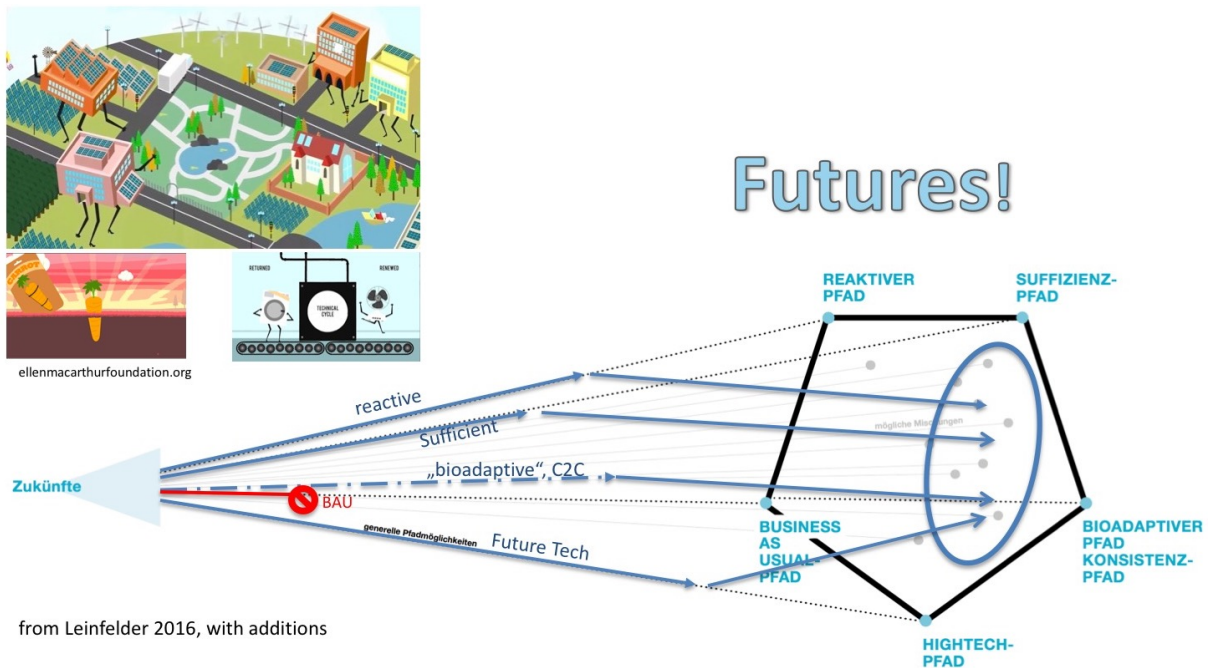 Futures!
CARROT
RETURNED
RENEWED
TECHNICAL
CYCLE
ellenmacarthurfoundation.org
REAKTIVER
PFAD
SUFFIZIENZ-
PFAD
reactive
Sufficient
mögliche Mischungen
„bioadaptive“, C2C
Zukünfte
BAU
generelle Pfadmöglichkeiten
Future Tech
BUSINESS
AS
USUAL-
PFAD
BIOADAPTIVER
PFAD
KONSISTENZ-
PFAD
from Leinfelder 2016, with additions
HIGHTECH-
PFAD